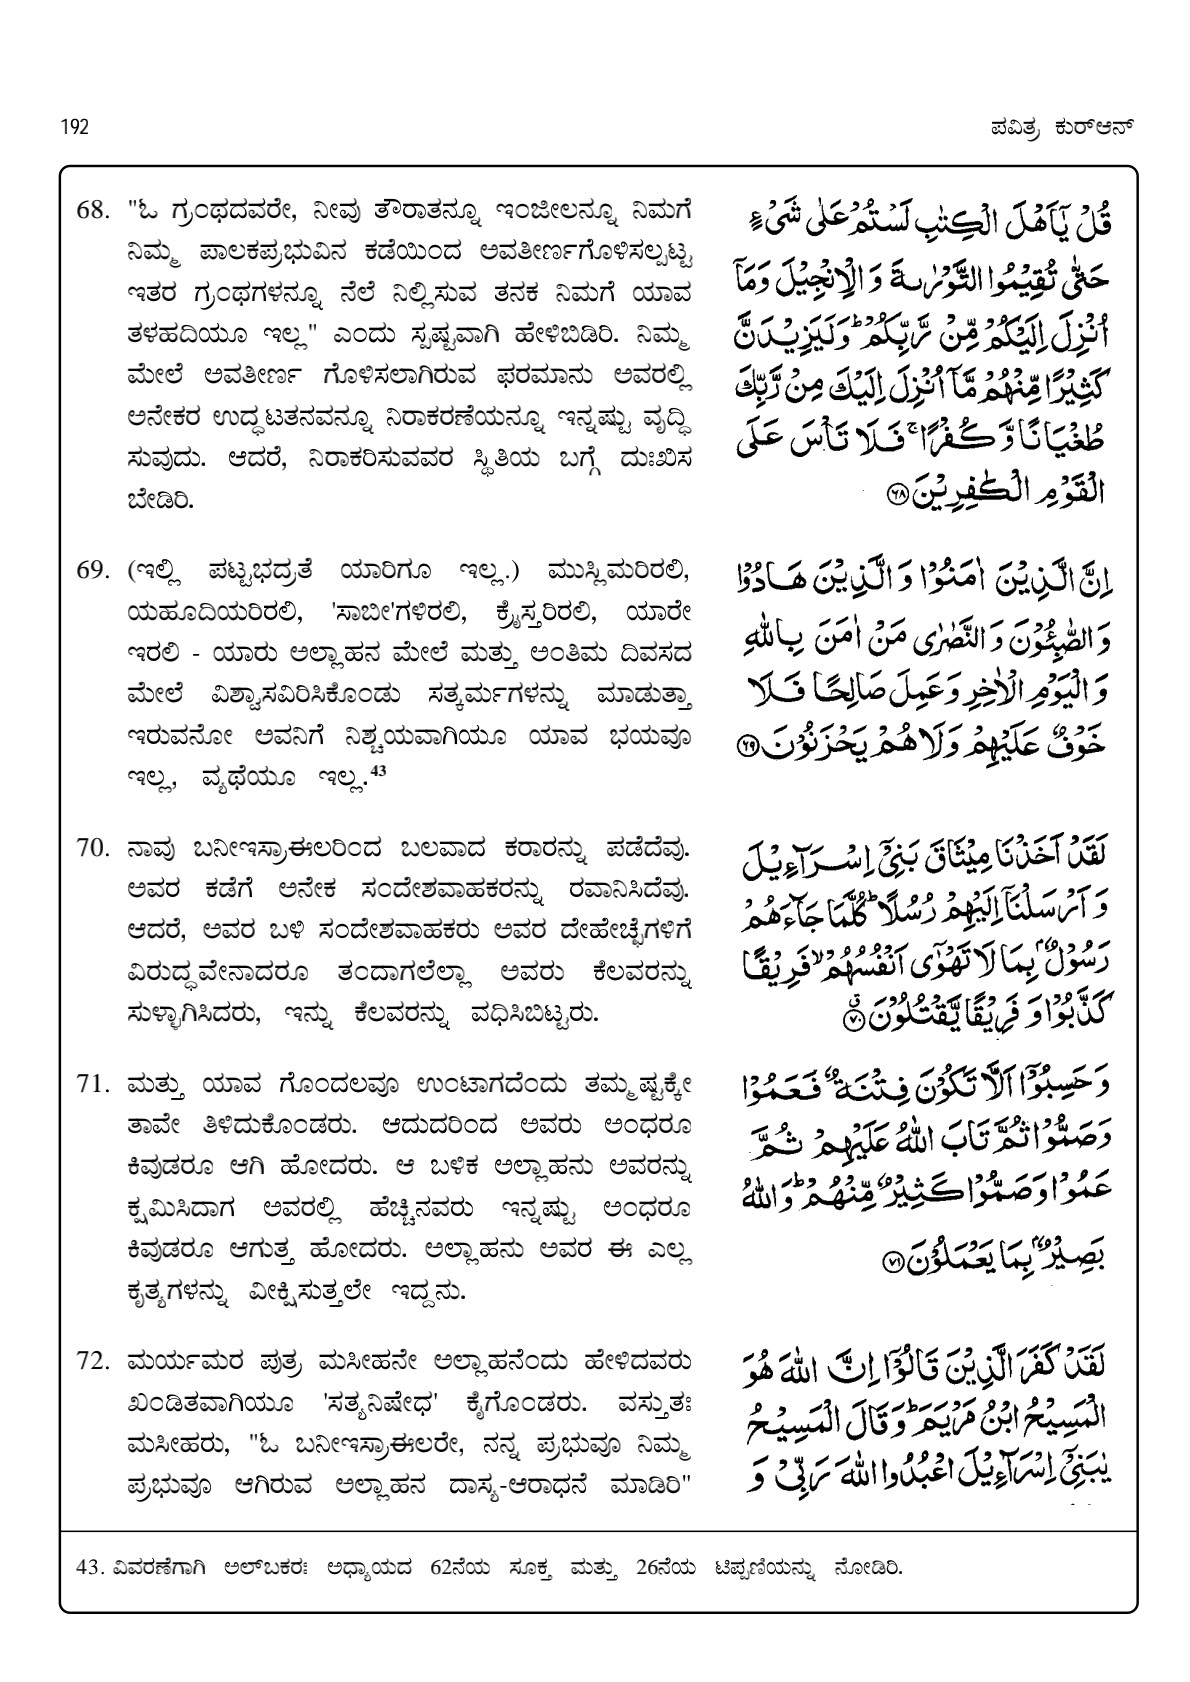 192
ಪವಿತ್ರ ಕುರ್‌ಆನ್
68. "ಓ ಗ್ರಂಥದವರೇ, ನೀವು ತೌರಾತನ್ನೂ ಇಂಜೀಲನ್ನೂ ನಿಮಗೆ
ನಿಮ್ಮ ಪಾಲಕಪ್ರಭುವಿನ ಕಡೆಯಿಂದ ಅವತೀರ್ಣಗೊಳಿಸಲ್ಪಟ್ಟ
ಇತರ ಗ್ರಂಥಗಳನ್ನೂ ನೆಲೆ ನಿಲ್ಲಿಸುವ ತನಕ ನಿಮಗೆ ಯಾವ
ತಳಹದಿಯೂ ಇಲ್ಲ" ಎಂದು ಸ್ಪಷ್ಟವಾಗಿ ಹೇಳಿಬಿಡಿರಿ. ನಿಮ್ಮ
ಮೇಲೆ ಅವತೀರ್ಣ ಗೊಳಿಸಲಾಗಿರುವ ಫರಮಾನು ಅವರಲ್ಲಿ
ಅನೇಕರ ಉದ್ಧಟತನವನ್ನೂ ನಿರಾಕರಣೆಯನ್ನೂ ಇನ್ನಷ್ಟು ವೃದ್ಧಿ
ಸುವುದು. ಆದರೆ, ನಿರಾಕರಿಸುವವರ ಸ್ಥಿತಿಯ ಬಗ್ಗೆ ದುಃಖಿಸ
ಬೇಡಿರಿ.
قُلْ يٰٓاَهْلَ الْكِتٰبِ لَسْتُمْ عَلٰى شَىْءٍ
حَتّٰى تُقِيْمُوا التَّوْرٰىةَ وَالْاِنْجِيْلَ وَمَآ
اُنْزِلَ اِلَيْكُمْ مِّنْ رَّبِّكُمْ ؕ وَلَيَزِيْدَنَّ
كَثِيْرًا مِّنْهُمْ مَّآ اُنْزِلَ اِلَيْكَ مِنْ رَّبِّكَ
طُغْيَانًا وَّكُفْرًا ۚ فَلَا تَاْسَ عَلَى
الْقَوْمِ الْكٰفِرِيْنَ ﴿۶۸﴾
69. (ಇಲ್ಲಿ ಪಟ್ಟಭದ್ರತೆ ಯಾರಿಗೂ ಇಲ್ಲ.) ಮುಸ್ಲಿಮರಿರಲಿ,
ಯಹೂದಿಯರಿರಲಿ, 'ಸಾಬೀ'ಗಳಿರಲಿ, ಕ್ರೈಸ್ತರಿರಲಿ, ಯಾರೇ
ಇರಲಿ - ಯಾರು ಅಲ್ಲಾಹನ ಮೇಲೆ ಮತ್ತು ಅಂತಿಮ ದಿವಸದ
ಮೇಲೆ ವಿಶ್ವಾಸವಿರಿಸಿಕೊಂಡು ಸತ್ಕರ್ಮಗಳನ್ನು ಮಾಡುತ್ತಾ
ಇರುವನೋ ಅವನಿಗೆ ನಿಶ್ಚಯವಾಗಿಯೂ ಯಾವ ಭಯವೂ
ಇಲ್ಲ, ವ್ಯಥೆಯೂ ಇಲ್ಲ.43
اِنَّ الَّذِيْنَ اٰمَنُوْا وَالَّذِيْنَ هَادُوْا
وَالصّٰبِئُوْنَ وَالنَّصٰرٰى مَنْ اٰمَنَ بِاللّٰهِ
وَالْيَوْمِ الْاٰخِرِ وَعَمِلَ صَالِحًا فَلَا
خَوْفٌ عَلَيْهِمْ وَلَا هُمْ يَحْزَنُوْنَ ﴿۶۹﴾
70. ನಾವು ಬನೀಇಸ್ರಾಈಲರಿಂದ ಬಲವಾದ ಕರಾರನ್ನು ಪಡೆದೆವು.
ಅವರ ಕಡೆಗೆ ಅನೇಕ ಸಂದೇಶವಾಹಕರನ್ನು ರವಾನಿಸಿದೆವು.
ಆದರೆ, ಅವರ ಬಳಿ ಸಂದೇಶವಾಹಕರು ಅವರ ದೇಹೇಚ್ಛೆಗಳಿಗೆ
ವಿರುದ್ಧವೇನಾದರೂ ತಂದಾಗಲೆಲ್ಲಾ ಅವರು ಕೆಲವರನ್ನು
ಸುಳ್ಳಾಗಿಸಿದರು, ಇನ್ನು ಕೆಲವರನ್ನು ವಧಿಸಿಬಿಟ್ಟರು.
لَقَدْ اَخَذْنَا مِيْثَاقَ بَنِىْٓ اِسْرَآءِيْلَ
وَاَرْسَلْنَآ اِلَيْهِمْ رُسُلًا ؕ كُلَّمَا جَآءَهُمْ
رَسُوْلٌۢ بِمَا لَا تَهْوٰٓى اَنْفُسُهُمْ ۙ فَرِيْقًا
كَذَّبُوْا وَفَرِيْقًا يَّقْتُلُوْنَ ﴿۷۰﴾
71. ಮತ್ತು ಯಾವ ಗೊಂದಲವೂ ಉಂಟಾಗದೆಂದು ತಮ್ಮಷ್ಟಕ್ಕೇ
ತಾವೇ ತಿಳಿದುಕೊಂಡರು. ಆದುದರಿಂದ ಅವರು ಅಂಧರೂ
ಕಿವುಡರೂ ಆಗಿ ಹೋದರು. ಆ ಬಳಿಕ ಅಲ್ಲಾಹನು ಅವರನ್ನು
ಕ್ಷಮಿಸಿದಾಗ ಅವರಲ್ಲಿ ಹೆಚ್ಚಿನವರು ಇನ್ನಷ್ಟು ಅಂಧರೂ
ಕಿವುಡರೂ ಆಗುತ್ತ ಹೋದರು. ಅಲ್ಲಾಹನು ಅವರ ಈ ಎಲ್ಲ
ಕೃತ್ಯಗಳನ್ನು ವೀಕ್ಷಿಸುತ್ತಲೇ ಇದ್ದನು.
وَحَسِبُوْٓا اَلَّا تَكُوْنَ فِتْنَةٌ فَعَمُوْا
وَصَمُّوْا ثُمَّ تَابَ اللّٰهُ عَلَيْهِمْ ثُمَّ
عَمُوْا وَصَمُّوْا كَثِيْرٌ مِّنْهُمْ ؕ وَاللّٰهُ
بَصِيْرٌۢ بِمَا يَعْمَلُوْنَ ﴿۷۱﴾
72. ಮರ್ಯಮರ ಪುತ್ರ ಮಸೀಹನೇ ಅಲ್ಲಾಹನೆಂದು ಹೇಳಿದವರು
ಖಂಡಿತವಾಗಿಯೂ 'ಸತ್ಯನಿಷೇಧ' ಕೈಗೊಂಡರು. ವಸ್ತುತಃ
ಮಸೀಹರು, "ಓ ಬನೀಇಸ್ರಾಈಲರೇ, ನನ್ನ ಪ್ರಭುವೂ ನಿಮ್ಮ
ಪ್ರಭುವೂ ಆಗಿರುವ ಅಲ್ಲಾಹನ ದಾಸ್ಯ-ಆರಾಧನೆ ಮಾಡಿರಿ"
لَقَدْ كَفَرَ الَّذِيْنَ قَالُوْٓا اِنَّ اللّٰهَ هُوَ
الْمَسِيْحُ ابْنُ مَرْيَمَ ؕ وَقَالَ الْمَسِيْحُ
يٰبَنِىْٓ اِسْرَآءِيْلَ اعْبُدُوا اللّٰهَ رَبِّىْ وَ
43. ವಿವರಣೆಗಾಗಿ ಅಲ್‌ಬಕರಃ ಅಧ್ಯಾಯದ 62ನೆಯ ಸೂಕ್ತ ಮತ್ತು 26ನೆಯ ಟಿಪ್ಪಣಿಯನ್ನು ನೋಡಿರಿ.